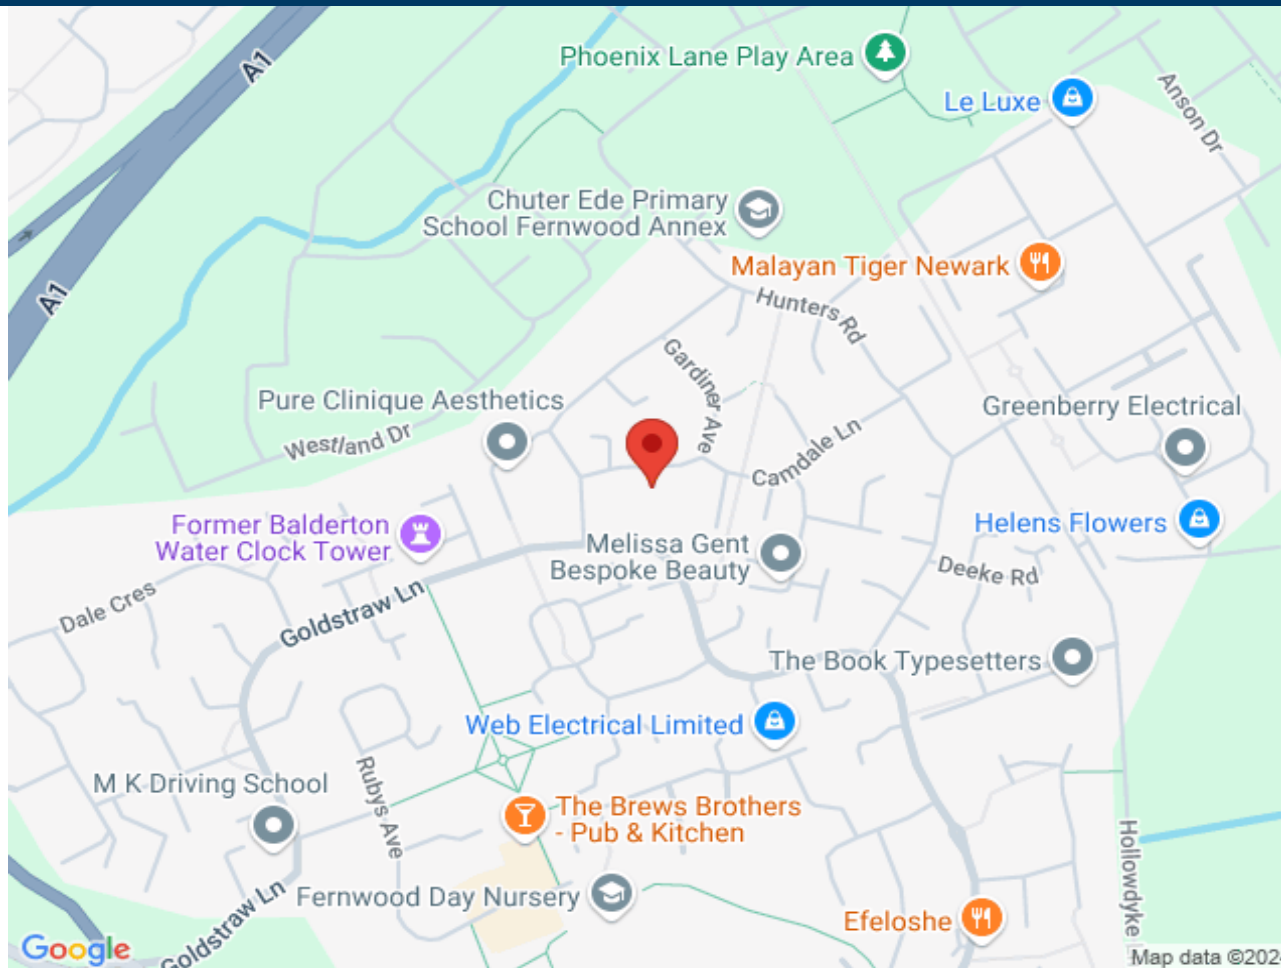 A1
Phoenix Lane Play Area
Le Luxe
Anson Dr
Chuter Ede Primary
School Fernwood Annex
Malayan Tiger Newark
A1
Hunters Rd
Gardiner Ave
Pure Clinique Aesthetics
Greenberry Electrical
Westland Dr
Camdale Ln
Former Balderton
Water Clock Tower
Helens Flowers
Melissa Gent
Bespoke Beauty
Deeke Rd
Dale Cres
Goldstraw Ln
The Book Typesetters
Web Electrical Limited
M K Driving School
Rubys Ave
The Brews Brothers
- Pub & Kitchen
Hollowdyke
Fernwood Day Nursery
Goldstraw Ln
Efeloshe
Google
Map data ©202